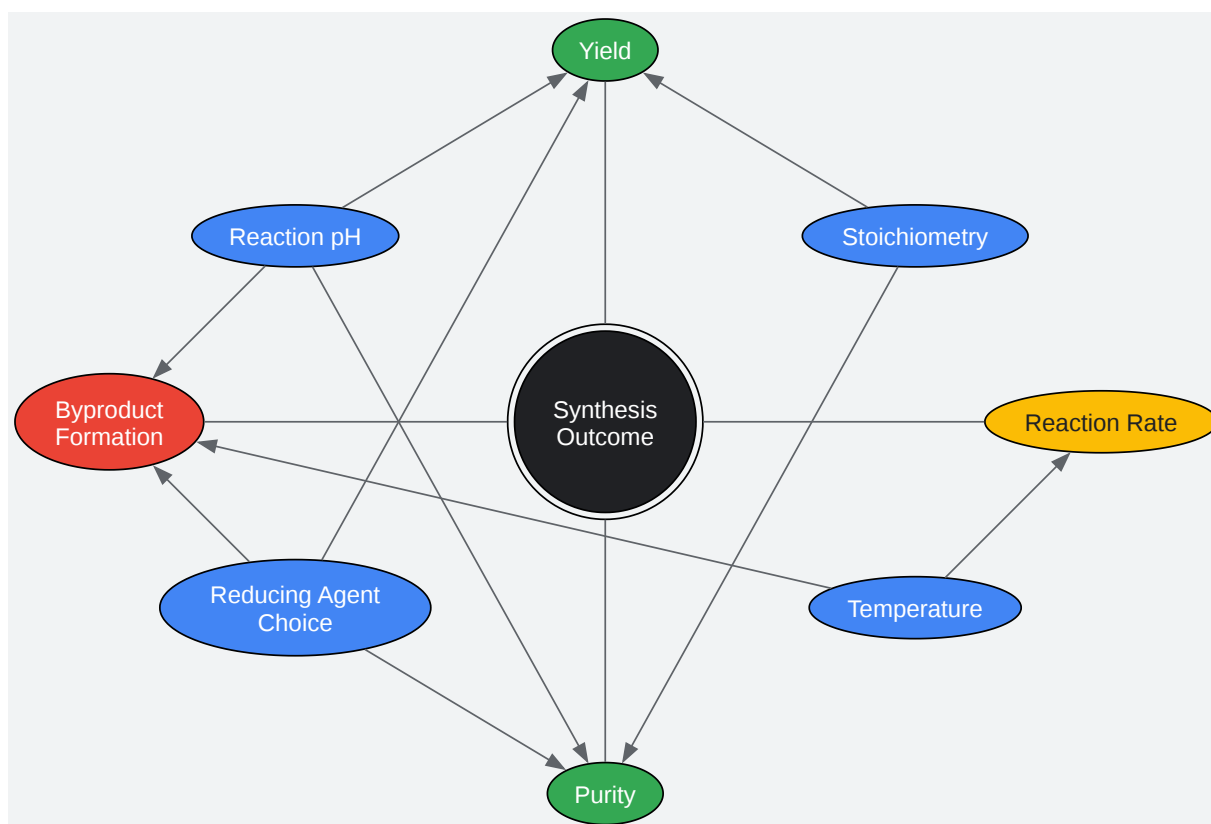 Yield
Reaction pH
Stoichiometry
Byproduct
Formation
Synthesis
Outcome
Reaction Rate
Reducing Agent
Choice
Temperature
Purity